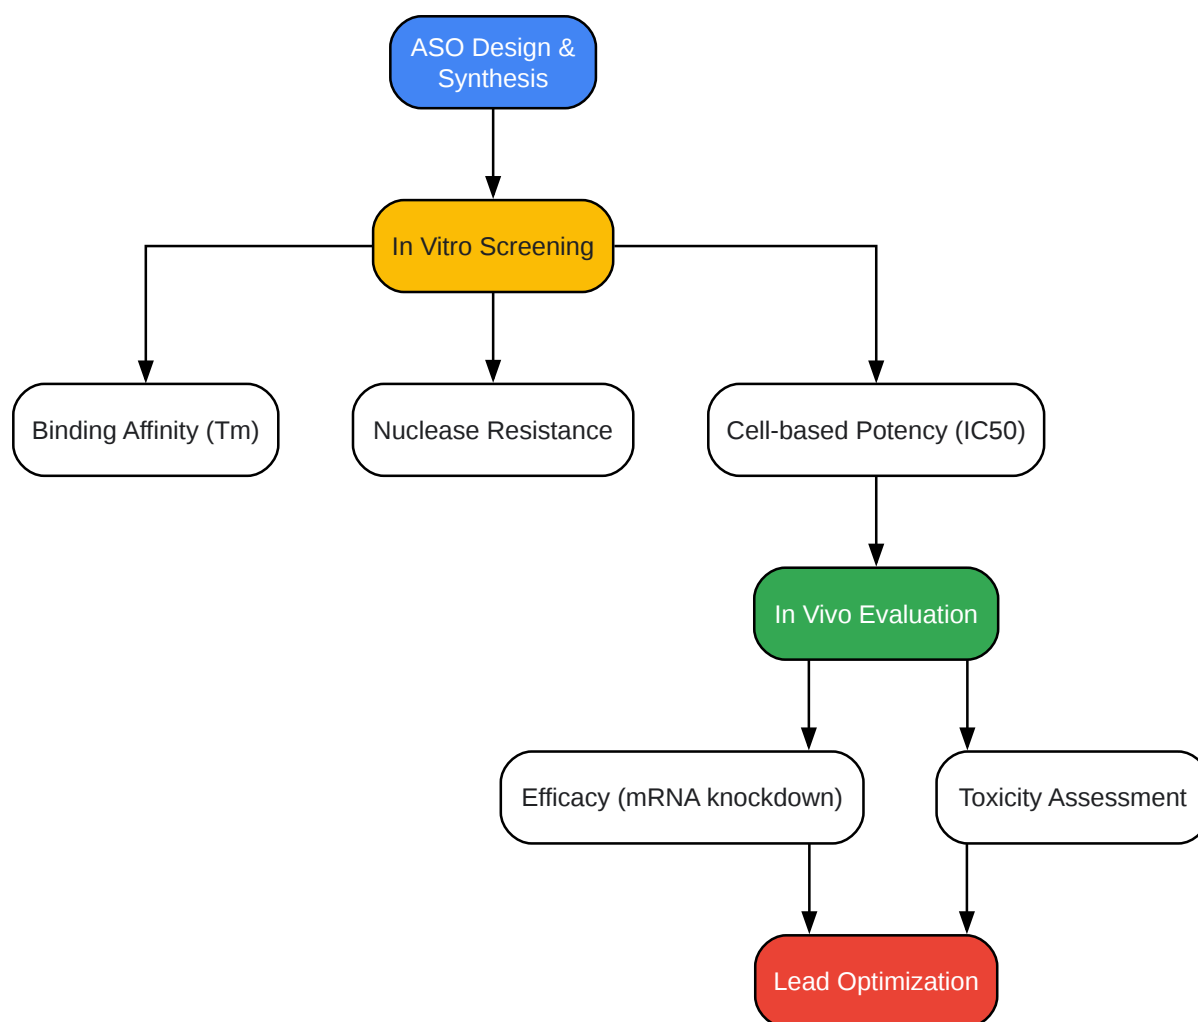 ASO Design &
Synthesis
In Vitro Screening
Binding Affinity (Tm)
Nuclease Resistance
Cell-based Potency (IC50)
In Vivo Evaluation
Efficacy (mRNA knockdown)
Toxicity Assessment
Lead Optimization